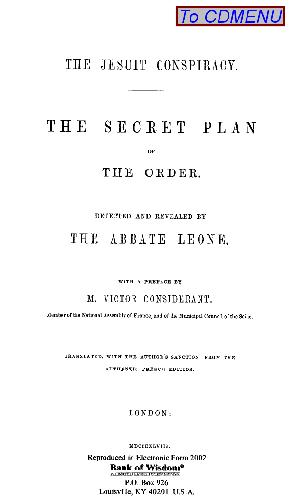 To CDMENU
THE JESUIT CONSPIRACY.
THE SECRET PLAN
OF
THE ORDER.
DETECTED AND REVEALED BY
THE ABBATE LEONE.
WITH A PREFACE BY
M. VICTOR CONSIDERANT,
Member of the National Assembly of France, and of the Municipal Council of the Seine.
TRANSLATED, WITH THE AUTHOR'S SANCTION FROM THE
AUTHENTIC FRENCH EDITION.
LONDON:
MDCCCXLVIII.
Reproduced in Electronic Form 2002
Bank of Wisdom®
P.O. Box 926
Louisville, KY 40201 U.S.A.